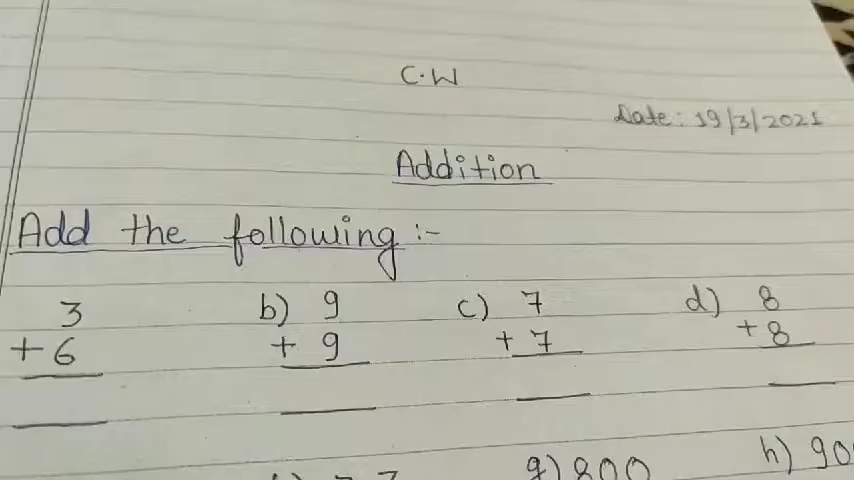 C.W
Date: 19/3/2021
Addition
Add the following :-
3 b) 9 c) 7 d) 8
+6 + 9 + 7 +8
g) 800 h) 90